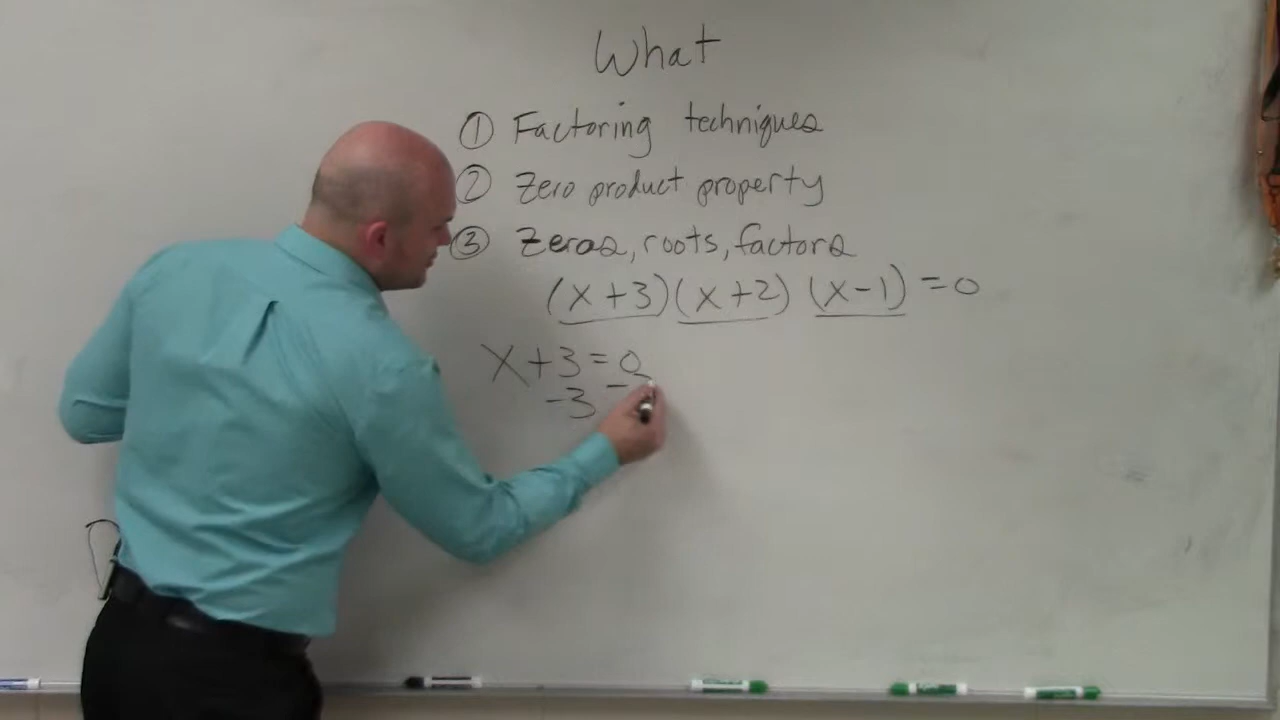 What
① Factoring techniques
② Zero product property
③ Zeros, roots, factors
(x+3)(x+2) (x-1) = 0
x+3=0
-3 -3